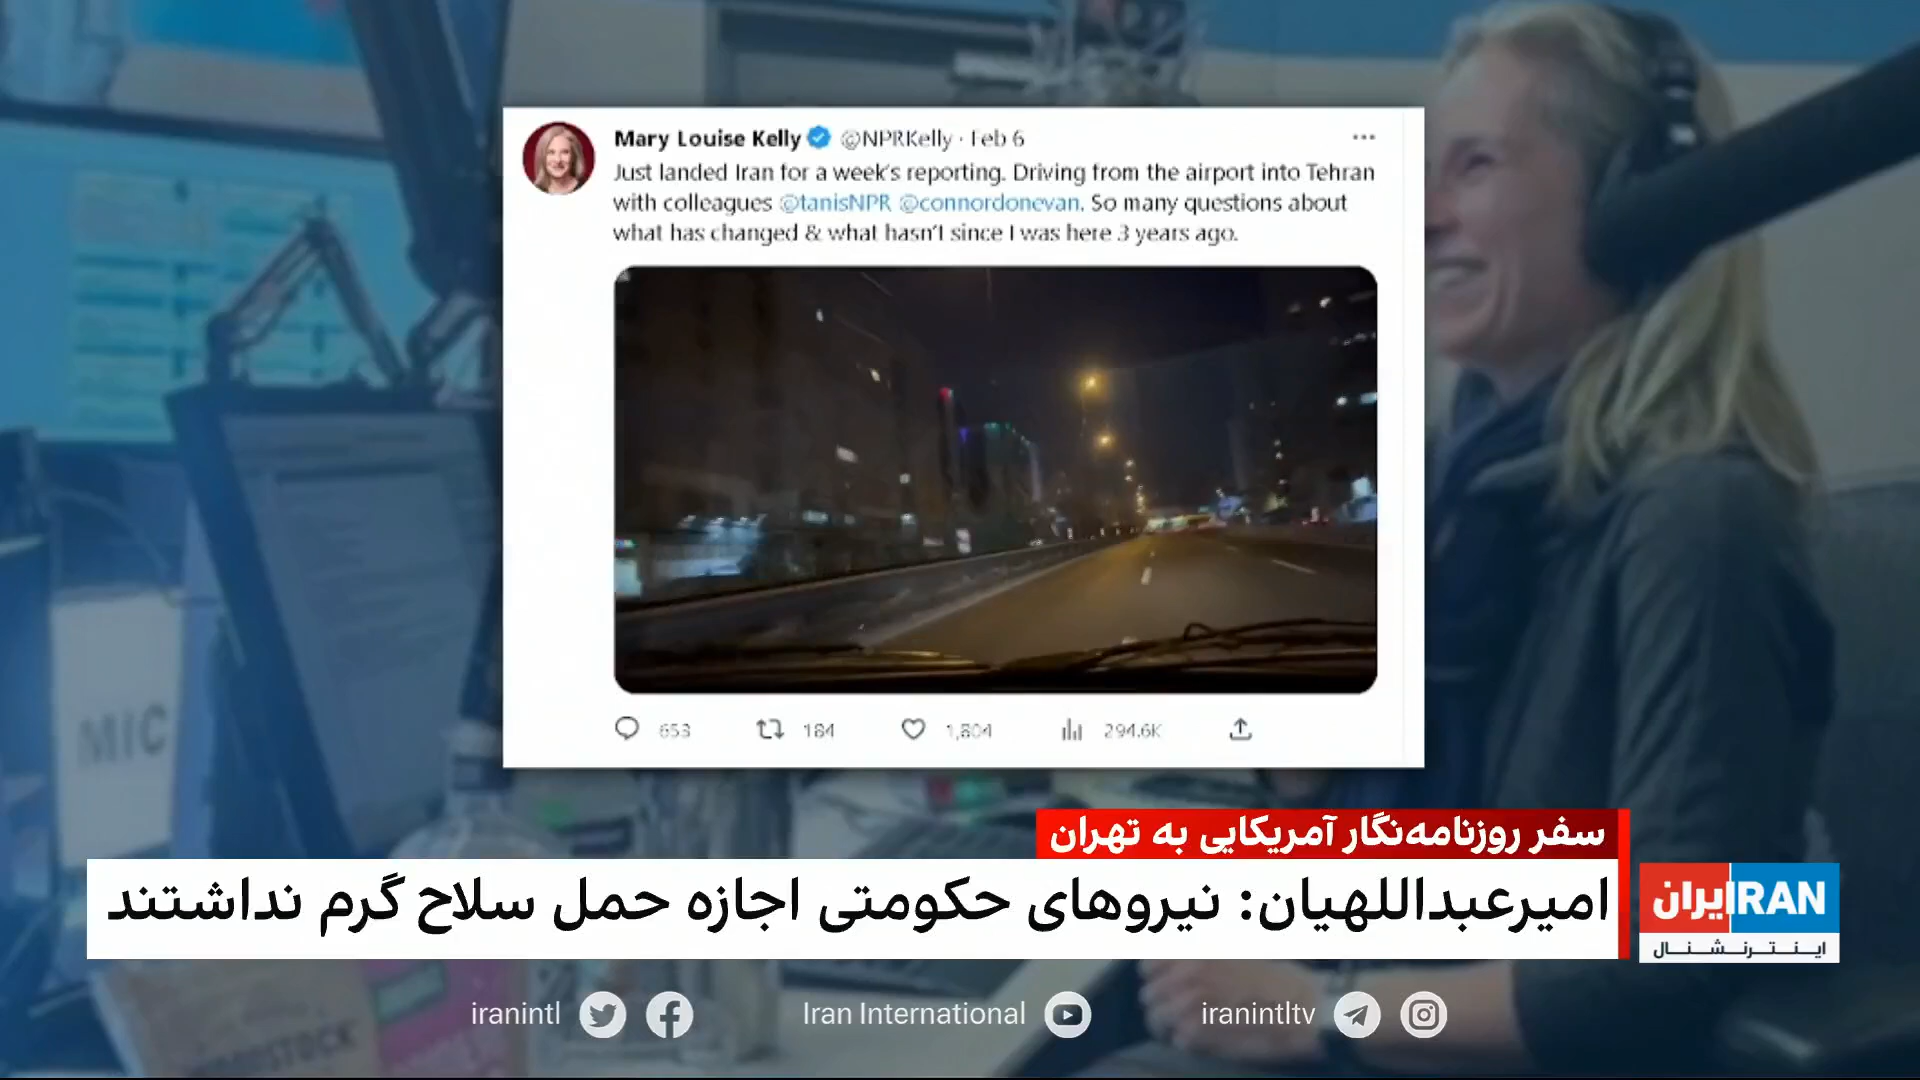 Mary Louise Kelly @NPRKelly · Feb 6
Just landed Iran for a week's reporting. Driving from the airport into Tehran
with colleagues @tanisNPR @connordonevan. So many questions about
what has changed & what hasn't since I was here 3 years ago.
653 184 1,804 294.6K
MIC
سفر روزنامه‌نگار آمریکایی به تهران
امیرعبداللهیان: نیروهای حکومتی اجازه حمل سلاح گرم نداشتند
ایران IRAN
اینترنشنال
iranintl Iran International iranintltv